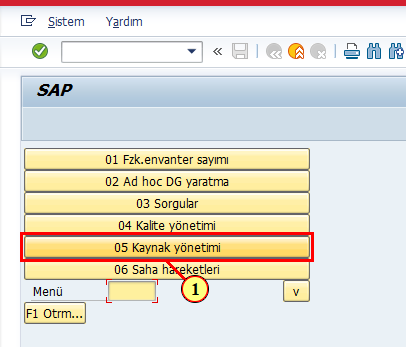 Sistem Yardım
SAP
01 Fzk.envanter sayımı
02 Ad hoc DG yaratma
03 Sorgular
04 Kalite yönetimi
05 Kaynak yönetimi
06 Saha hareketleri
1
Menü v
F1 Otrm...